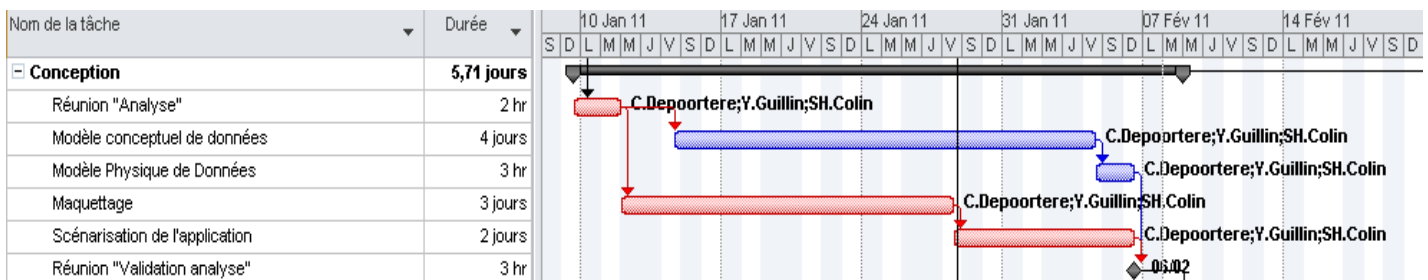 Nom de la tâche Durée 10 Jan 11 17 Jan 11 24 Jan 11 31 Jan 11 07 Fév 11 14 Fév 11
S D L M M J V S D L M M J V S D L M M J V S D L M M J V S D L M M J V S D L M M J V S D
Conception 5,71 jours
Réunion "Analyse" 2 hr C.Depoortere;Y.Guillin;SH.Colin
Modèle conceptuel de données 4 jours C.Depoortere;Y.Guillin;SH.Colin
Modèle Physique de Données 3 hr C.Depoortere;Y.Guillin;SH.Colin
Maquettage 3 jours C.Depoortere;Y.Guillin;SH.Colin
Scénarisation de l'application 2 jours C.Depoortere;Y.Guillin;SH.Colin
Réunion "Validation analyse" 3 hr 06/02